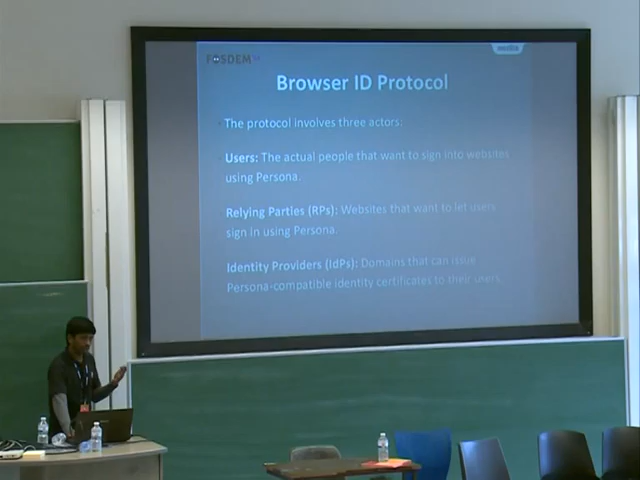 FOSDEM
mozilla
Browser ID Protocol
The protocol involves three actors:
Users: The actual people that want to sign into websites
using Persona.
Relying Parties (RPs): Websites that want to let users
sign in using Persona.
Identity Providers (IdPs): Domains that can issue
Persona-compatible identity certificates to their users.